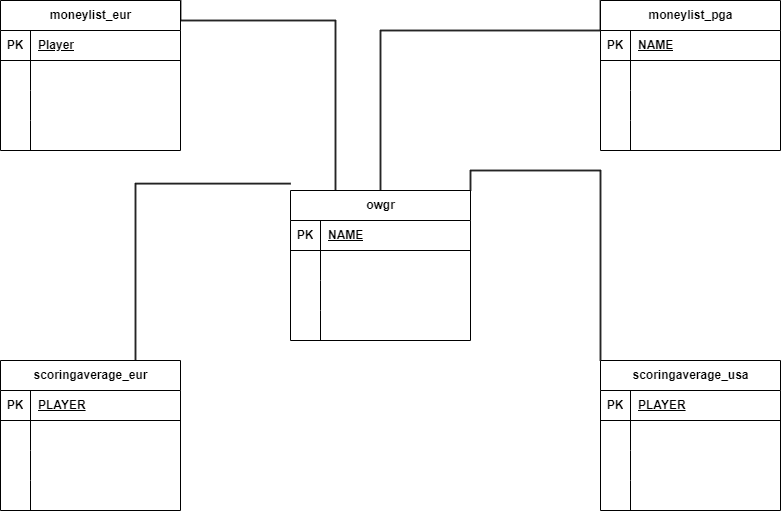 moneylist_eur
PK Player
moneylist_pga
PK NAME
owgr
PK NAME
scoringaverage_eur
PK PLAYER
scoringaverage_usa
PK PLAYER